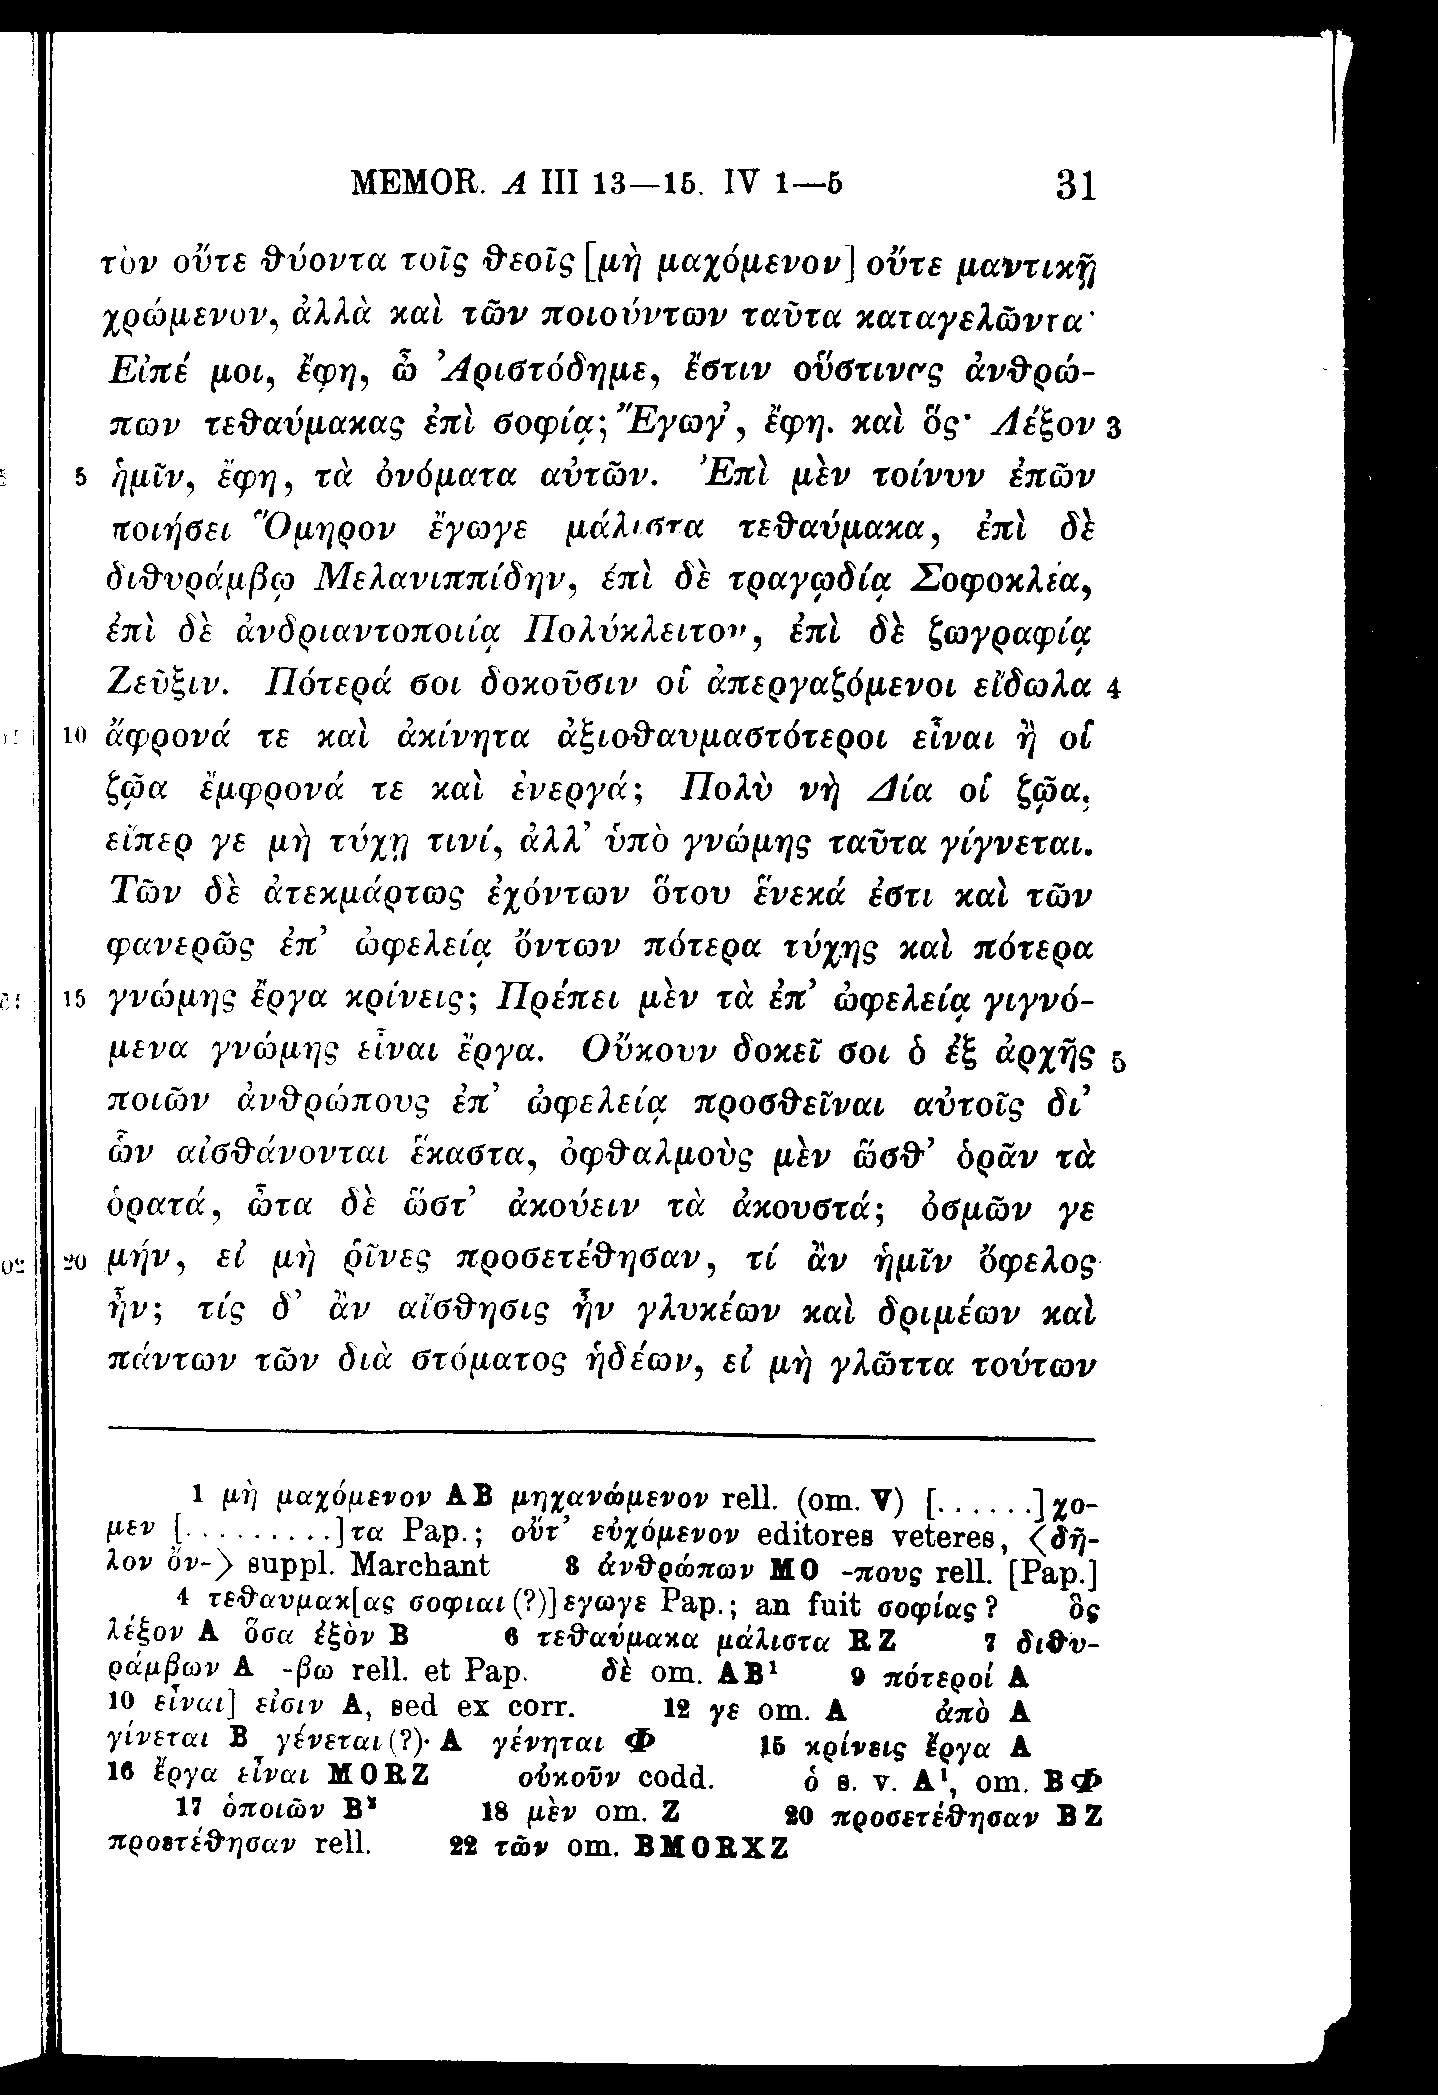 MEMOR. Α III 13—15. IV 1—5 31
τὸν οὔτε θύοντα τοῖς θεοῖς [μὴ μαχόμενον] οὔτε μαντικῇ
χρώμενον, ἀλλὰ καὶ τῶν ποιούντων ταῦτα καταγελῶντα·
Εἰπέ μοι, ἔφη, ὦ Ἀριστόδημε, ἔστιν οὕστινας ἀνθρώ-
πων τεθαύμακας ἐπὶ σοφίᾳ; Ἔγωγ’, ἔφη. καὶ ὅς· Λέξον 3
5 ἡμῖν, ἔφη, τὰ ὀνόματα αὐτῶν. Ἐπὶ μὲν τοίνυν ἐπῶν
ποιήσει Ὅμηρον ἔγωγε μάλιστα τεθαύμακα, ἐπὶ δὲ
διθυράμβῳ Μελανιππίδην, ἐπὶ δὲ τραγῳδίᾳ Σοφοκλέα,
ἐπὶ δὲ ἀνδριαντοποιίᾳ Πολύκλειτον, ἐπὶ δὲ ζωγραφίᾳ
Ζεῦξιν. Πότερά σοι δοκοῦσιν οἱ ἀπεργαζόμενοι εἴδωλα 4
10 ἄφρονά τε καὶ ἀκίνητα ἀξιοθαυμαστότεροι εἶναι ἢ οἱ
ζῷα ἔμφρονά τε καὶ ἐνεργά; Πολὺ νὴ Δία οἱ ζῷα,
εἴπερ γε μὴ τύχῃ τινί, ἀλλ’ ὑπὸ γνώμης ταῦτα γίγνεται.
Τῶν δὲ ἀτεκμάρτως ἐχόντων ὅτου ἕνεκά ἐστι καὶ τῶν
φανερῶς ἐπ’ ὠφελείᾳ ὄντων πότερα τύχης καὶ πότερα
15 γνώμης ἔργα κρίνεις; Πρέπει μὲν τὰ ἐπ’ ὠφελείᾳ γιγνό-
μενα γνώμης εἶναι ἔργα. Οὔκουν δοκεῖ σοι ὁ ἐξ ἀρχῆς 5
ποιῶν ἀνθρώπους ἐπ’ ὠφελείᾳ προσθεῖναι αὐτοῖς δι’
ὧν αἰσθάνονται ἕκαστα, ὀφθαλμοὺς μὲν ὥσθ’ ὁρᾶν τὰ
ὁρατά, ὦτα δὲ ὥστ’ ἀκούειν τὰ ἀκουστά; ὀσμῶν γε
20 μήν, εἰ μὴ ῥῖνες προσετέθησαν, τί ἂν ἡμῖν ὄφελος
ἦν; τίς δ’ ἂν αἴσθησις ἦν γλυκέων καὶ δριμέων καὶ
πάντων τῶν διὰ στόματος ἡδέων, εἰ μὴ γλῶττα τούτων
1 μὴ μαχόμενον AB μηχανώμενον rell. (om. V) [......]χο-
μεν [.........]τα Pap.; οὔτ’ εὐχόμενον editores veteres, ⟨δῆ-
λον ὂν-⟩ suppl. Marchant 3 ἀνθρώπων MO -πους rell. [Pap.]
4 τεθαυμακ[ας σοφιαι(?)]εγωγε Pap.; an fuit σοφίας? ὃς
λέξον A ὅσα ἐξὸν B 6 τεθαύμακα μάλιστα RZ 7 διθυ-
ράμβων A -βω rell. et Pap. δὲ om. AB¹ 9 πότεροί A
10 εἶναι] εἰσιν A, sed ex corr. 12 γε om. A ἀπὸ A
γίνεται B γένεται(?)· A γένηται Φ 15 κρίνεις ἔργα A
16 ἔργα εἶναι MORZ οὐκοῦν codd. ὁ s. v. A¹, om. BΦ
17 ὁποιῶν B² 18 μὲν om. Z 20 προσετέθησαν BZ
προετέθησαν rell. 22 τῶν om. BMORXZ